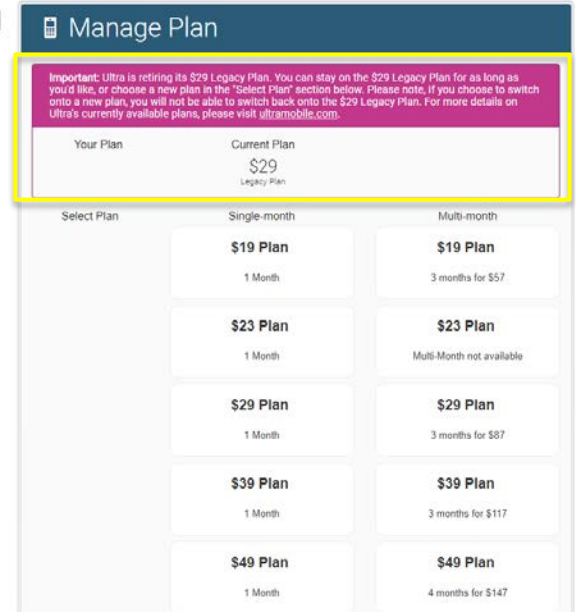 Manage Plan
Important: Ultra is retiring its $29 Legacy Plan. You can stay on the $29 Legacy Plan for as long as
you'd like, or choose a new plan in the "Select Plan" section below. Please note, if you choose to switch
onto a new plan, you will not be able to switch back onto the $29 Legacy Plan. For more details on
Ultra's currently available plans, please visit ultramobile.com.
Your Plan Current Plan
$29
Legacy Plan
Select Plan Single-month Multi-month
$19 Plan $19 Plan
1 Month 3 months for $57
$23 Plan $23 Plan
1 Month Multi-Month not available
$29 Plan $29 Plan
1 Month 3 months for $87
$39 Plan $39 Plan
1 Month 3 months for $117
$49 Plan $49 Plan
1 Month 4 months for $147